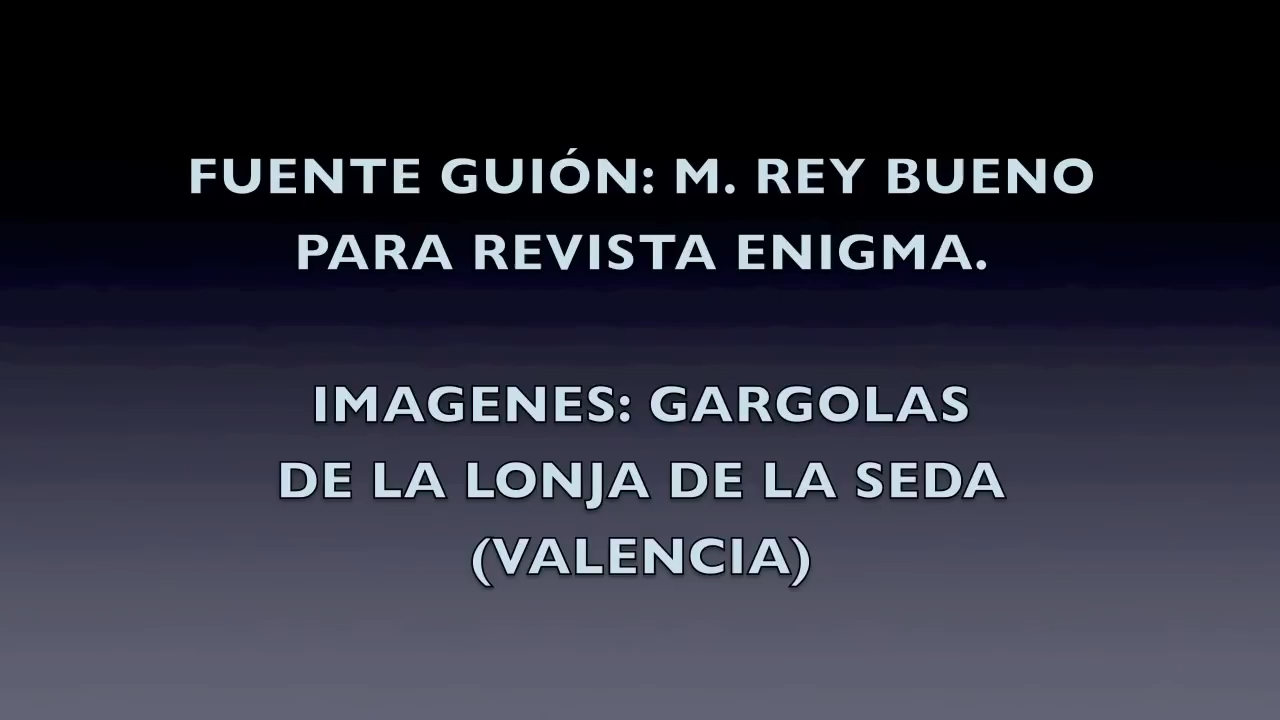 FUENTE GUIÓN: M. REY BUENO
PARA REVISTA ENIGMA.
IMAGENES: GARGOLAS
DE LA LONJA DE LA SEDA
(VALENCIA)